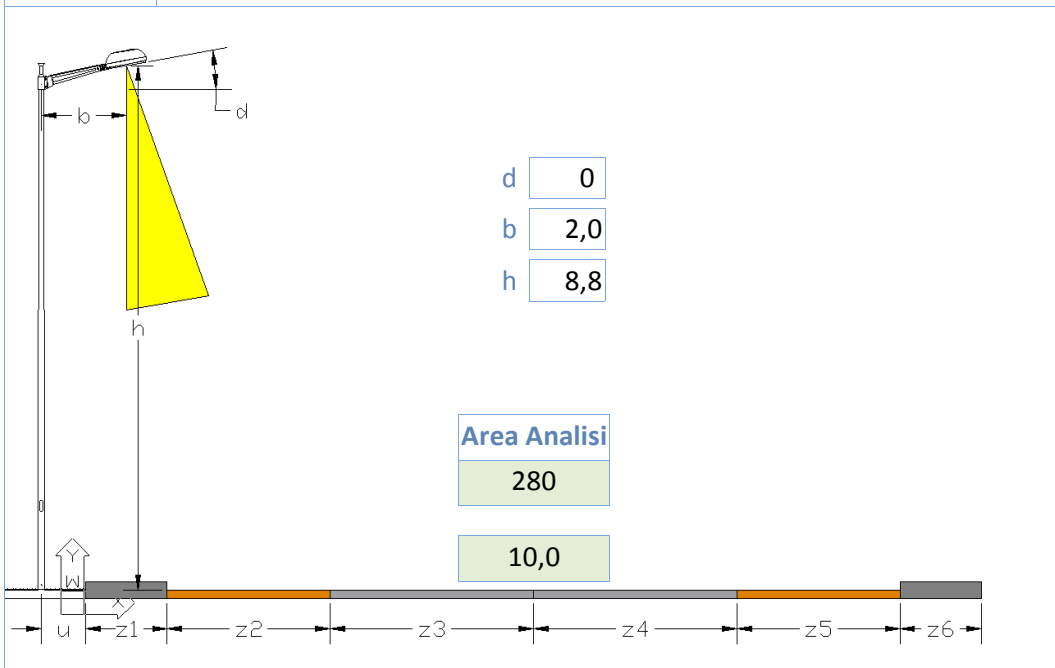 d
b
d 0
b 2,0
h 8,8
h
Area Analisi
280
10,0
Y
W
X
u z1 z2 z3 z4 z5 z6